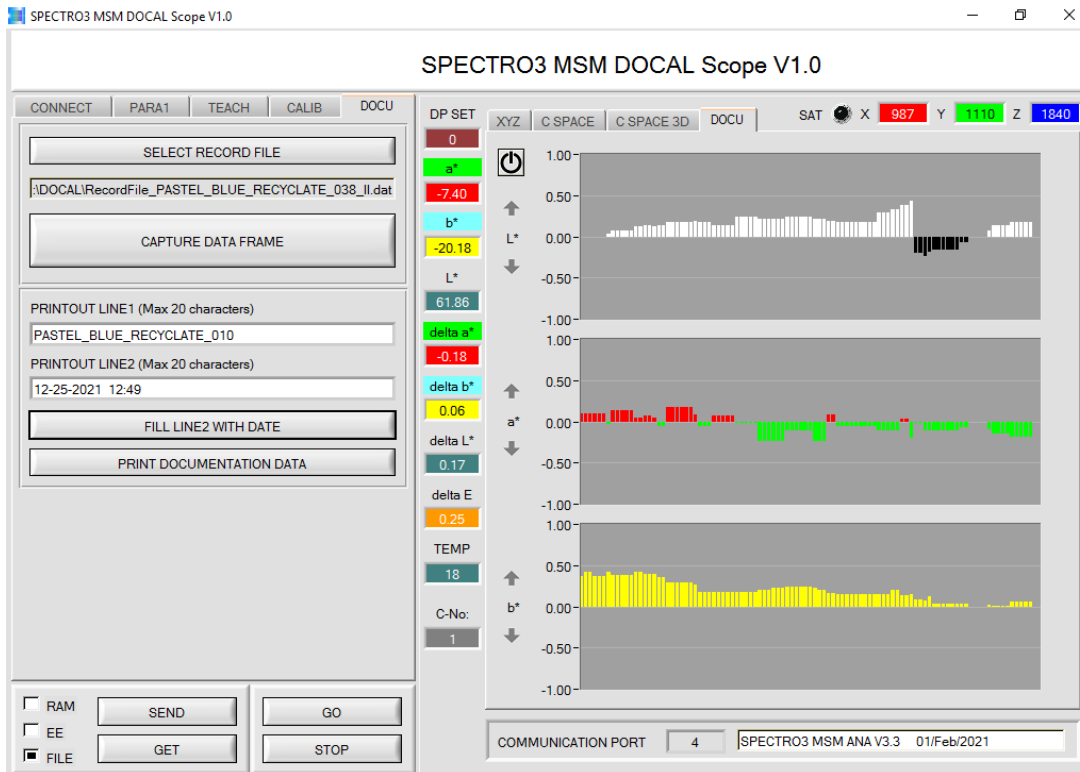 SPECTRO3 MSM DOCAL Scope V1.0
SPECTRO3 MSM DOCAL Scope V1.0
CONNECT PARA1 TEACH CALIB DOCU
SELECT RECORD FILE
:\DOCAL\RecordFile_PASTEL_BLUE_RECYCLATE_038_II.dat
CAPTURE DATA FRAME
PRINTOUT LINE1 (Max 20 characters)
PASTEL_BLUE_RECYCLATE_010
PRINTOUT LINE2 (Max 20 characters)
12-25-2021 12:49
FILL LINE2 WITH DATE
PRINT DOCUMENTATION DATA
RAM
EE
FILE
SEND
GET
GO
STOP
DP SET
0
a*
-7.40
b*
-20.18
L*
61.86
delta a*
-0.18
delta b*
0.06
delta L*
0.17
delta E
0.25
TEMP
18
C-No:
1
XYZ C SPACE C SPACE 3D DOCU
SAT X 987 Y 1110 Z 1840
L*
1.00
0.50
0.00
-0.50
-1.00
a*
1.00
0.50
0.00
-0.50
-1.00
b*
1.00
0.50
0.00
-0.50
-1.00
COMMUNICATION PORT 4 SPECTRO3 MSM ANA V3.3 01/Feb/2021